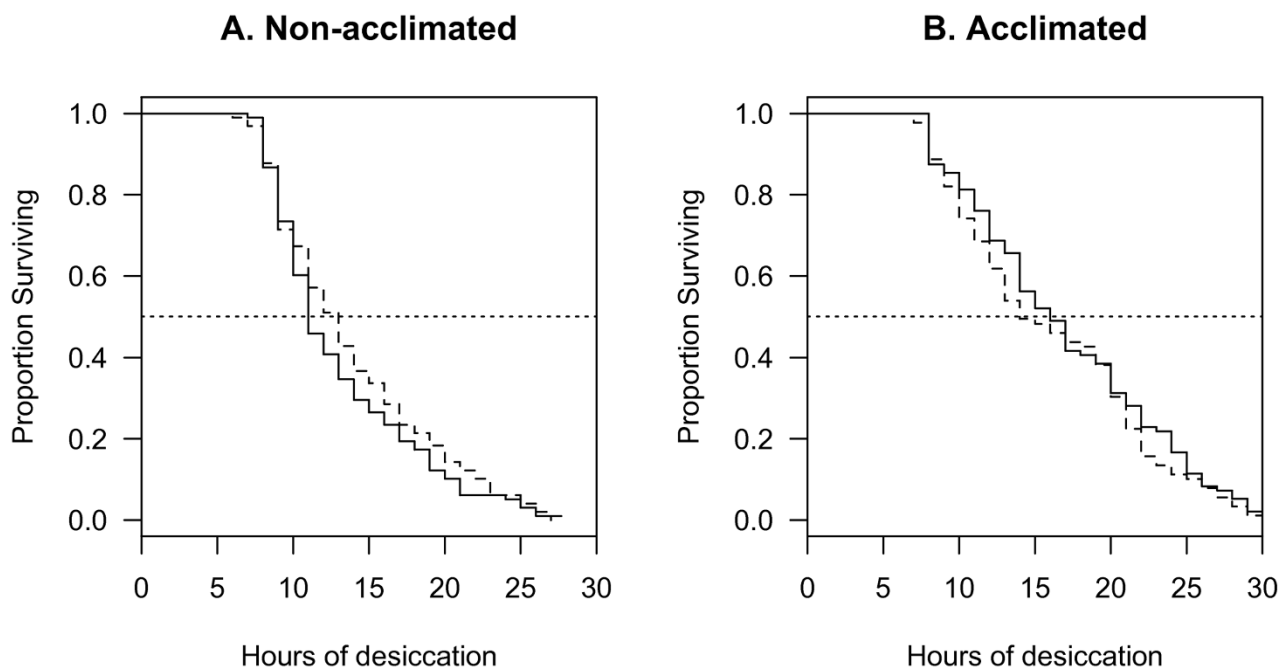 A. Non-acclimated
B. Acclimated
Proportion Surviving
1.0
0.8
0.6
0.4
0.2
0.0
0 5 10 15 20 25 30
Hours of desiccation
Proportion Surviving
1.0
0.8
0.6
0.4
0.2
0.0
0 5 10 15 20 25 30
Hours of desiccation